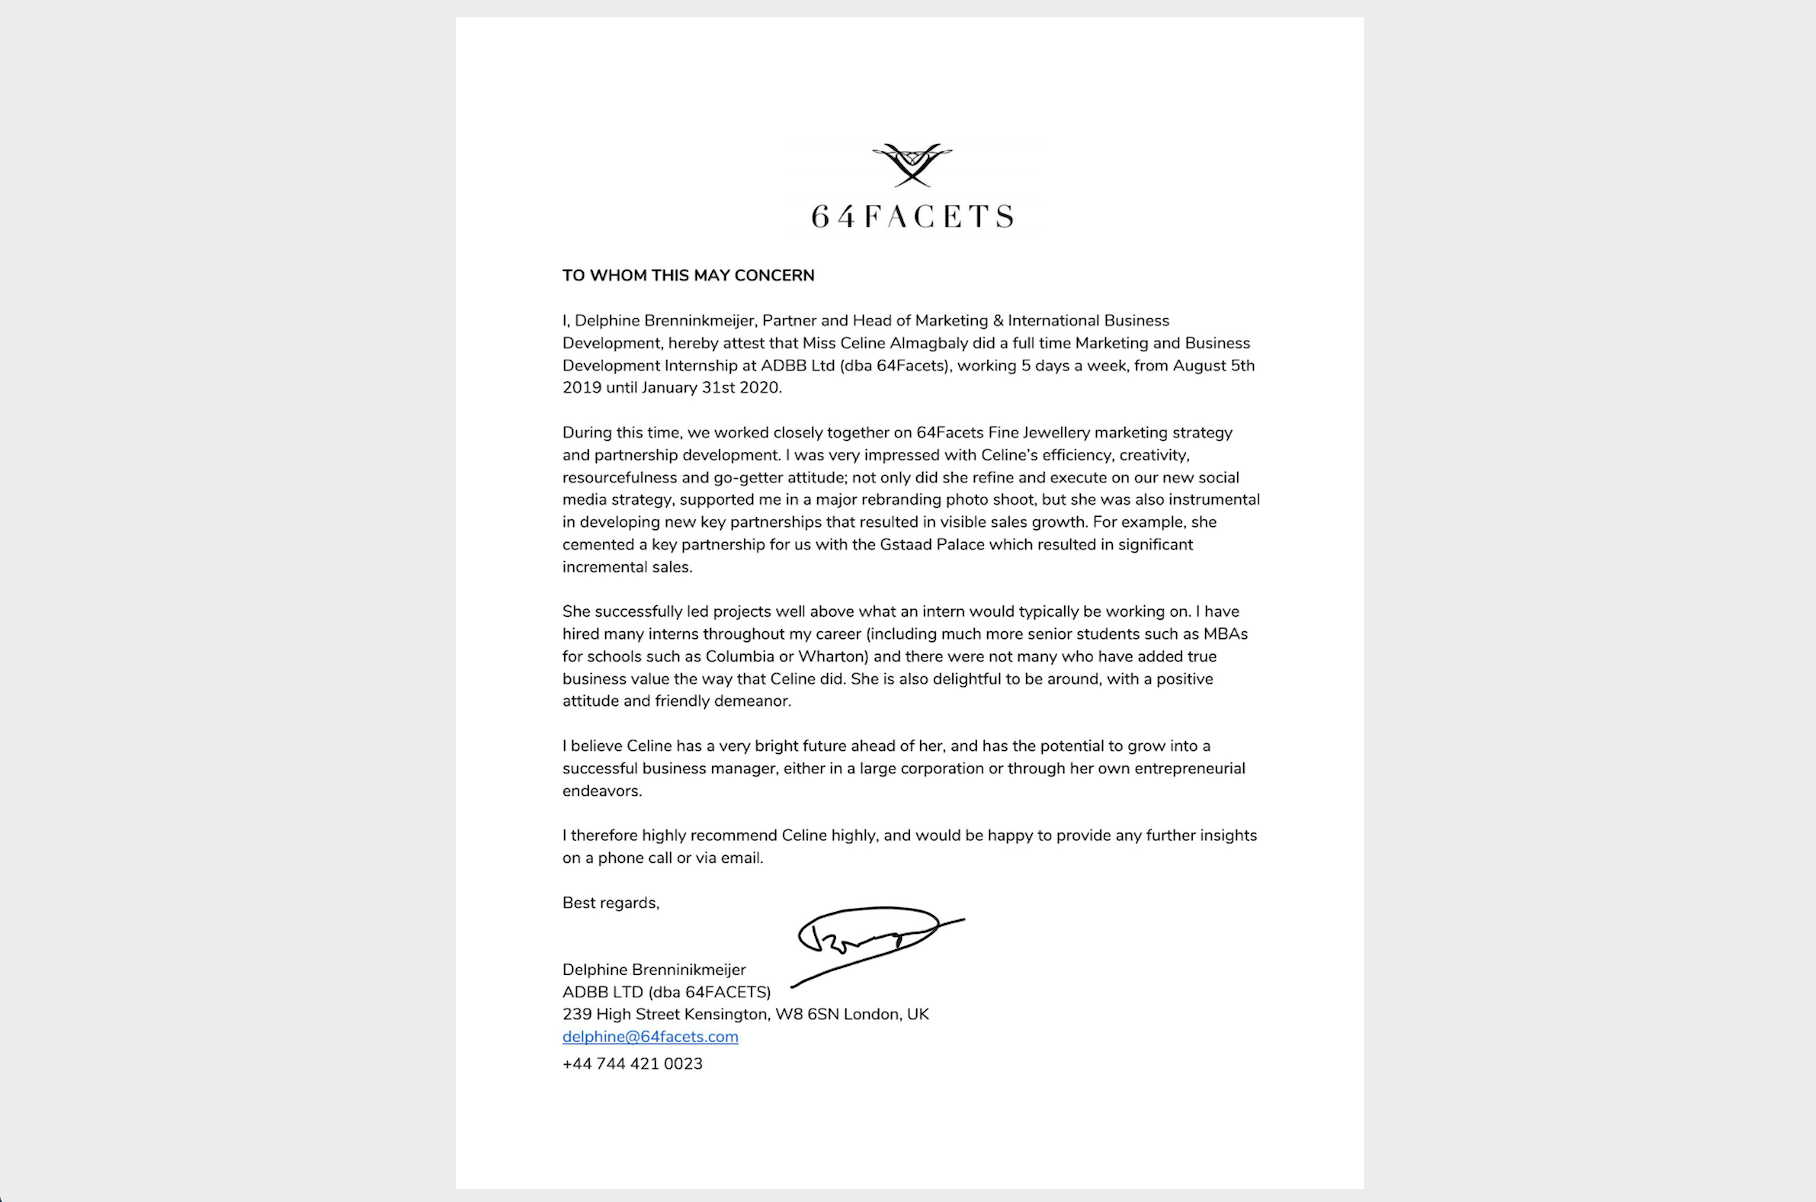 64FACETS
TO WHOM THIS MAY CONCERN
I, Delphine Brenninkmeijer, Partner and Head of Marketing & International Business
Development, hereby attest that Miss Celine Almagbaly did a full time Marketing and Business
Development Internship at ADBB Ltd (dba 64Facets), working 5 days a week, from August 5th
2019 until January 31st 2020.
During this time, we worked closely together on 64Facets Fine Jewellery marketing strategy
and partnership development. I was very impressed with Celine's efficiency, creativity,
resourcefulness and go-getter attitude; not only did she refine and execute on our new social
media strategy, supported me in a major rebranding photo shoot, but she was also instrumental
in developing new key partnerships that resulted in visible sales growth. For example, she
cemented a key partnership for us with the Gstaad Palace which resulted in significant
incremental sales.
She successfully led projects well above what an intern would typically be working on. I have
hired many interns throughout my career (including much more senior students such as MBAs
for schools such as Columbia or Wharton) and there were not many who have added true
business value the way that Celine did. She is also delightful to be around, with a positive
attitude and friendly demeanor.
I believe Celine has a very bright future ahead of her, and has the potential to grow into a
successful business manager, either in a large corporation or through her own entrepreneurial
endeavors.
I therefore highly recommend Celine highly, and would be happy to provide any further insights
on a phone call or via email.
Best regards,
Delphine Brenninikmeijer
ADBB LTD (dba 64FACETS)
239 High Street Kensington, W8 6SN London, UK
delphine@64facets.com
+44 744 421 0023